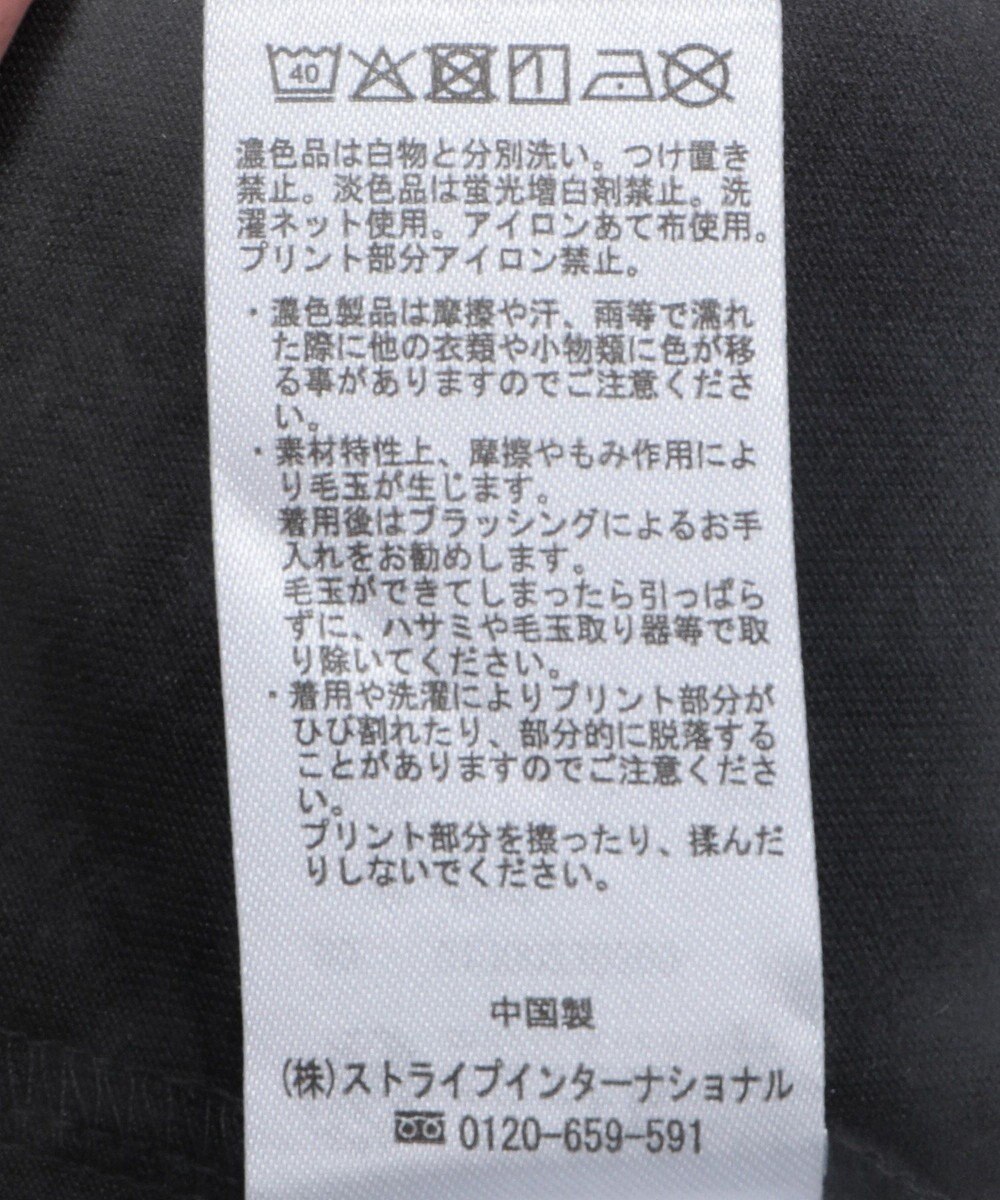 40
濃色品は白物と分別洗い。つけ置き
禁止。淡色品は蛍光増白剤禁止。洗
濯ネット使用。アイロンあて布使用。
プリント部分アイロン禁止。
・濃色製品は摩擦や汗、雨等で濡れ
た際に他の衣類や小物類に色が移
る事がありますのでご注意くださ
い。
・素材特性上、摩擦やもみ作用によ
り毛玉が生じます。
着用後はブラッシングによるお手
入れをお勧めします。
毛玉ができてしまったら引っぱら
ずに、ハサミや毛玉取り器等で取
り除いてください。
・着用や洗濯によりプリント部分が
ひび割れたり、部分的に脱落する
ことがありますのでご注意くださ
い。
プリント部分を擦ったり、揉んだ
りしないでください。
中国製
(株)ストライプインターナショナル
0120-659-591